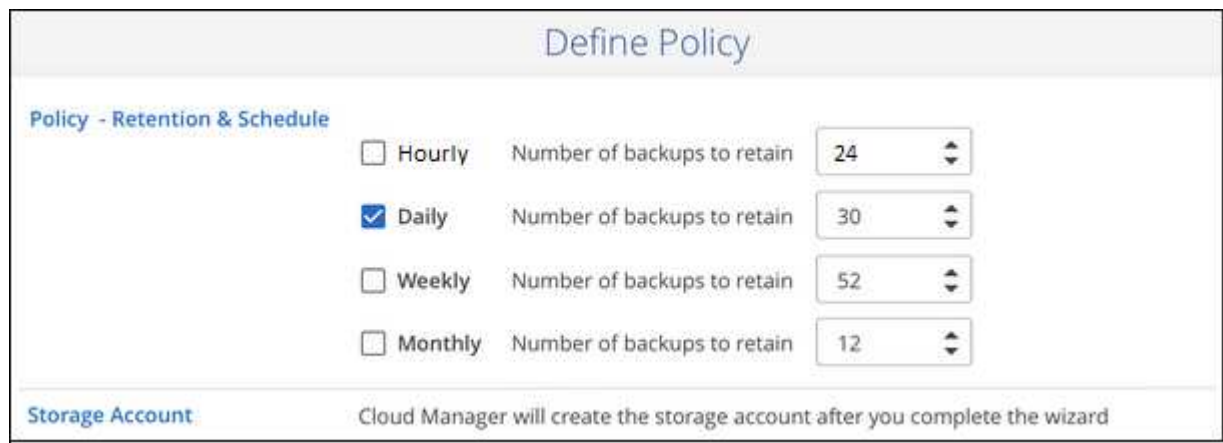 Define Policy
Policy - Retention & Schedule
Hourly Number of backups to retain 24
Daily Number of backups to retain 30
Weekly Number of backups to retain 52
Monthly Number of backups to retain 12
Storage Account Cloud Manager will create the storage account after you complete the wizard